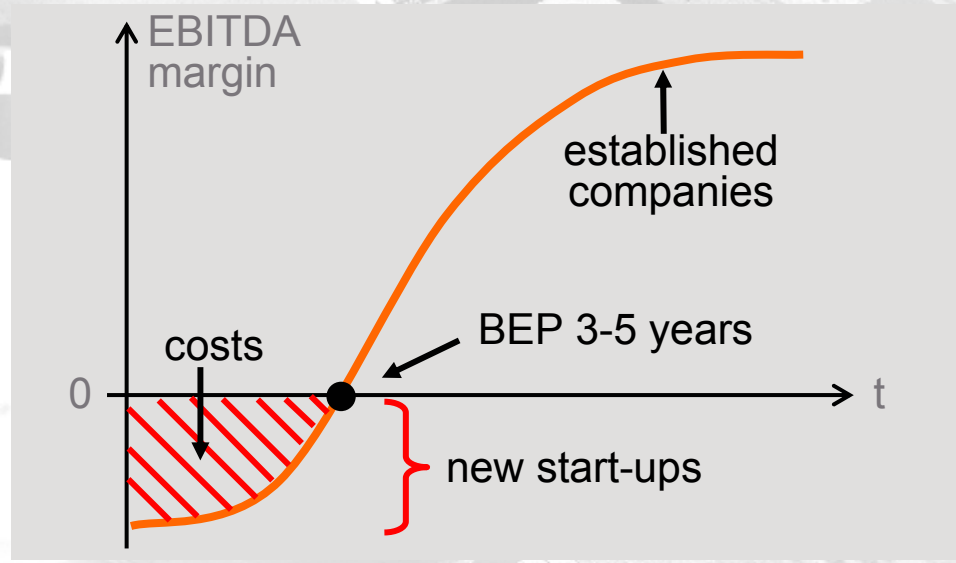 EBITDA
margin
established
companies
BEP 3-5 years
costs
0
t
new start-ups